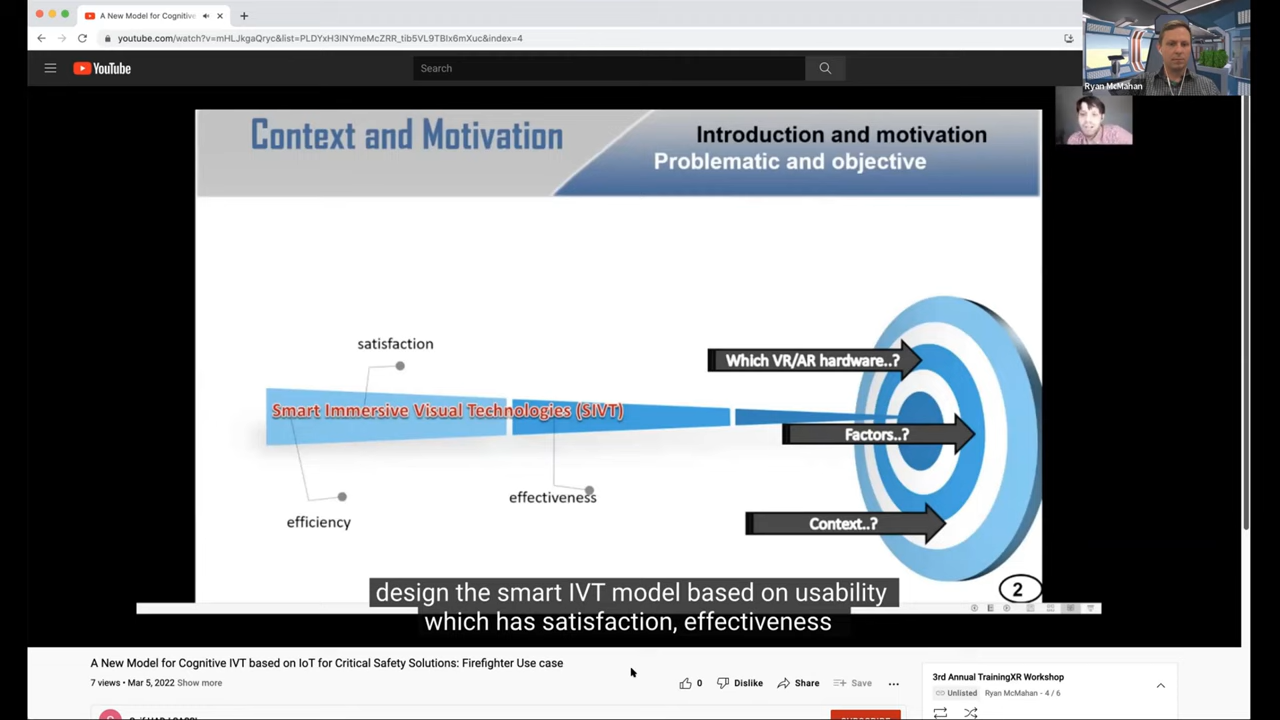 A New Model for Cognitive
youtube.com/watch?v=mHLJkgaQryc&list=PLDYxH3lNYmeMcZRR_tib5VL9TBIx6mXuc&index=4
YouTube
Search
Ryan McMahan
Context and Motivation
Introduction and motivation
Problematic and objective
satisfaction
Which VR/AR hardware..?
Smart Immersive Visual Technologies (SIVT)
Factors..?
effectiveness
efficiency
Context..?
2
design the smart IVT model based on usability
which has satisfaction, effectiveness
A New Model for Cognitive IVT based on IoT for Critical Safety Solutions: Firefighter Use case
7 views • Mar 5, 2022 Show more
0
Dislike
Share
Save
3rd Annual TrainingXR Workshop
Unlisted Ryan McMahan - 4 / 6